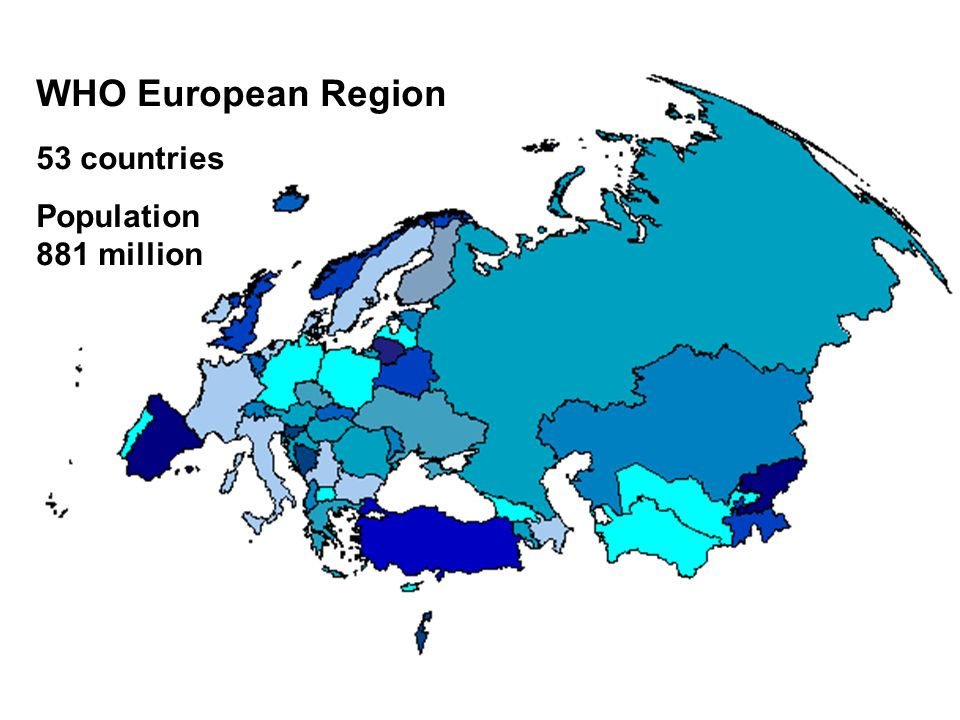 WHO European Region
53 countries
Population
881 million